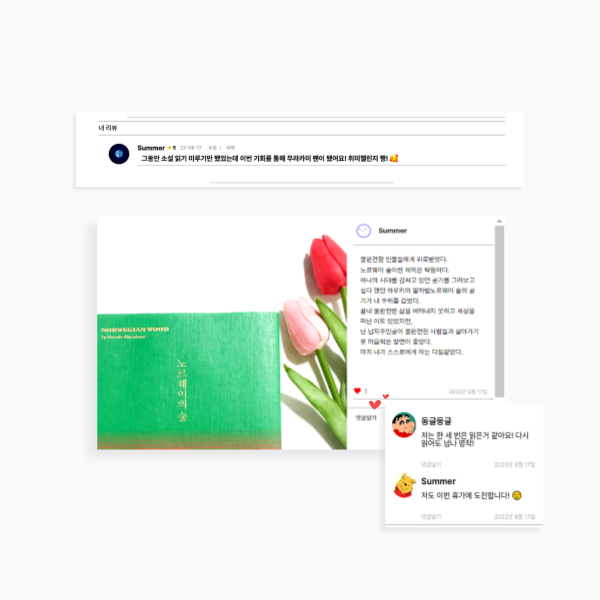 내 리뷰
Summer ★ 5 22-08-17 수정 | 삭제
그동안 소설 읽기 미루기만 했었는데 이번 기회를 통해 무라카미 팬이 됐어요! 취미챌린지 짱! 🥰
NORWEGIAN WOOD
by Haruki Murakami
노르웨이의 숲
Summer
불완전한 인물들에게 위로받았다.
노르웨이 숲이란 제목은 탁월하다.
하나의 시대를 감싸고 있던 공기를 그려보고
싶다 했던 하루키의 말처럼노르웨이 숲의 공
기가 내 주위를 감쌌다.
끝내 불완전한 삶을 버텨내지 못하고 세상을
떠난 이도 있었지만,
난 남자주인공이 불완전한 사람들과 살아가기
로 마음먹은 장면이 좋았다.
마치 내가 스스로에게 하는 다짐같았다.
1
2022년 8월 17일
댓글달기
동글동글
저는 한 세 번은 읽은거 같아요! 다시
읽어도 넘나 명작!
댓글달기 2022년 8월 17일
Summer
저도 이번 휴가에 도전합니다! 😉
댓글달기 2022년 8월 17일